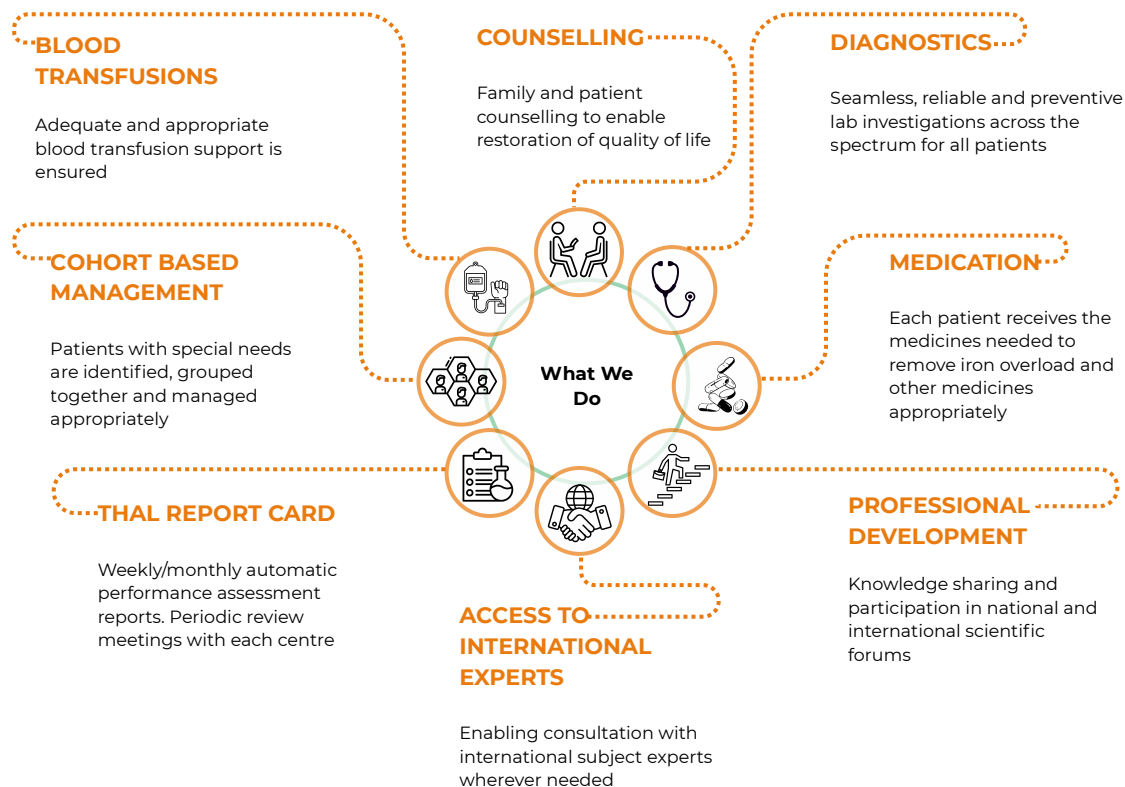 BLOOD
TRANSFUSIONS
Adequate and appropriate
blood transfusion support is
ensured
COUNSELLING
Family and patient
counselling to enable
restoration of quality of life
DIAGNOSTICS
Seamless, reliable and preventive
lab investigations across the
spectrum for all patients
COHORT BASED
MANAGEMENT
Patients with special needs
are identified, grouped
together and managed
appropriately
What We
Do
MEDICATION
Each patient receives the
medicines needed to
remove iron overload and
other medicines
appropriately
THAL REPORT CARD
Weekly/monthly automatic
performance assessment
reports. Periodic review
meetings with each centre
ACCESS TO
INTERNATIONAL
EXPERTS
Enabling consultation with
international subject experts
wherever needed
PROFESSIONAL
DEVELOPMENT
Knowledge sharing and
participation in national and
international scientific
forums